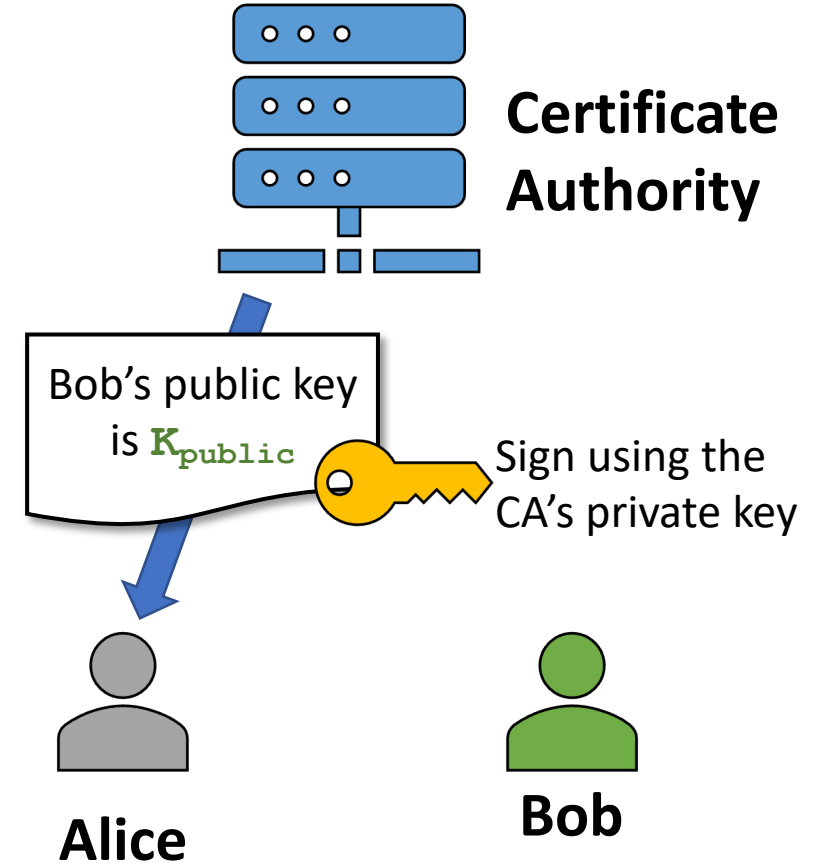 Certificate
Authority
Bob’s public key
is Kpublic
Sign using the
CA’s private key
Alice
Bob